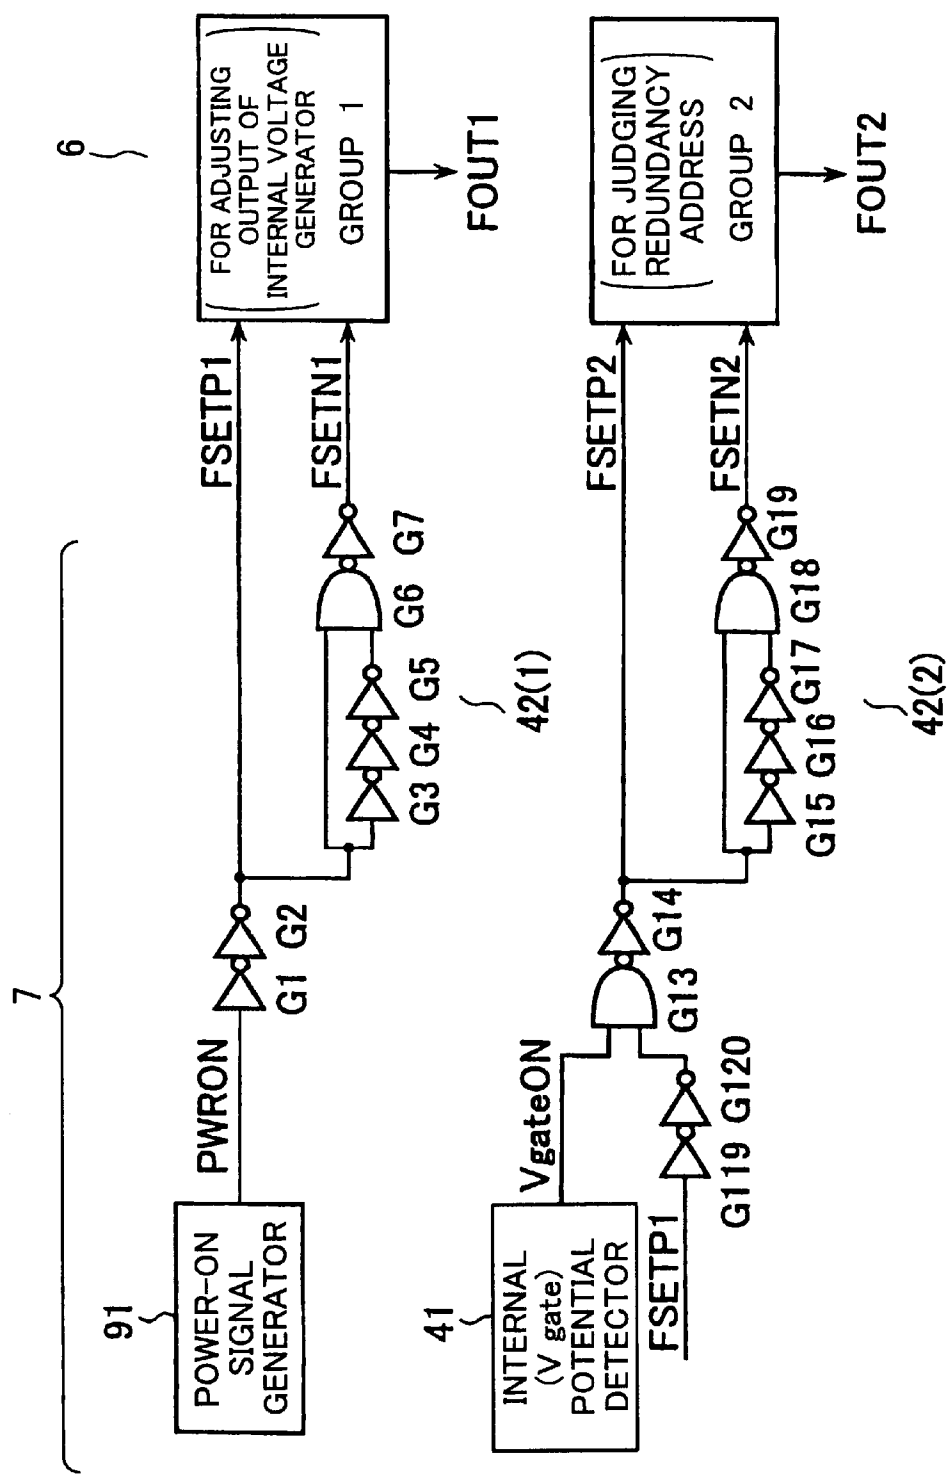 7
6
91
POWER-ON
SIGNAL
GENERATOR
PWRON
G1
G2
FSETP1
G3
G4
G5
G6
G7
FSETN1
(FOR ADJUSTING
OUTPUT OF
INTERNAL VOLTAGE
GENERATOR)
GROUP 1
FOUT1
42(1)
41
INTERNAL
(V gate)
POTENTIAL
DETECTOR
VgateON
FSETP1
G119
G120
G13
G14
FSETP2
G15
G16
G17
G18
G19
FSETN2
(FOR JUDGING
REDUNDANCY
ADDRESS)
GROUP 2
FOUT2
42(2)